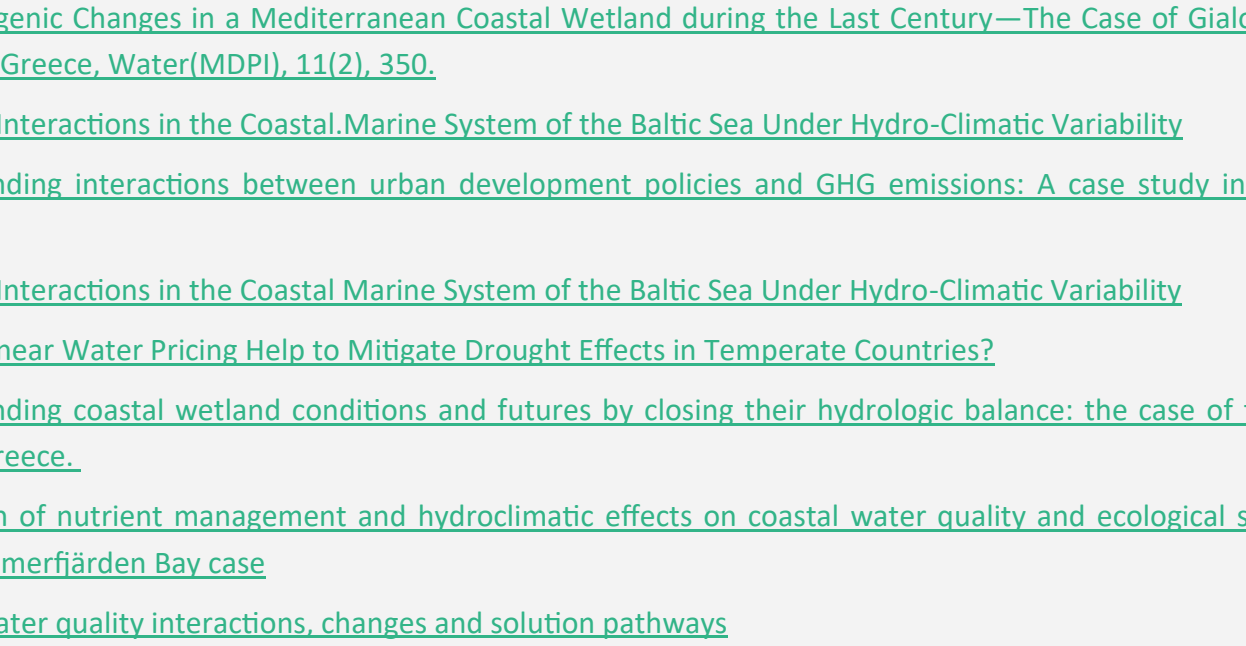 genic Changes in a Mediterranean Coastal Wetland during the Last Century—The Case of Gialo
Greece, Water(MDPI), 11(2), 350.
Interactions in the Coastal.Marine System of the Baltic Sea Under Hydro-Climatic Variability
nding interactions between urban development policies and GHG emissions: A case study in
Interactions in the Coastal Marine System of the Baltic Sea Under Hydro-Climatic Variability
near Water Pricing Help to Mitigate Drought Effects in Temperate Countries?
nding coastal wetland conditions and futures by closing their hydrologic balance: the case of t
reece.
n of nutrient management and hydroclimatic effects on coastal water quality and ecological s
merfjärden Bay case
ater quality interactions, changes and solution pathways